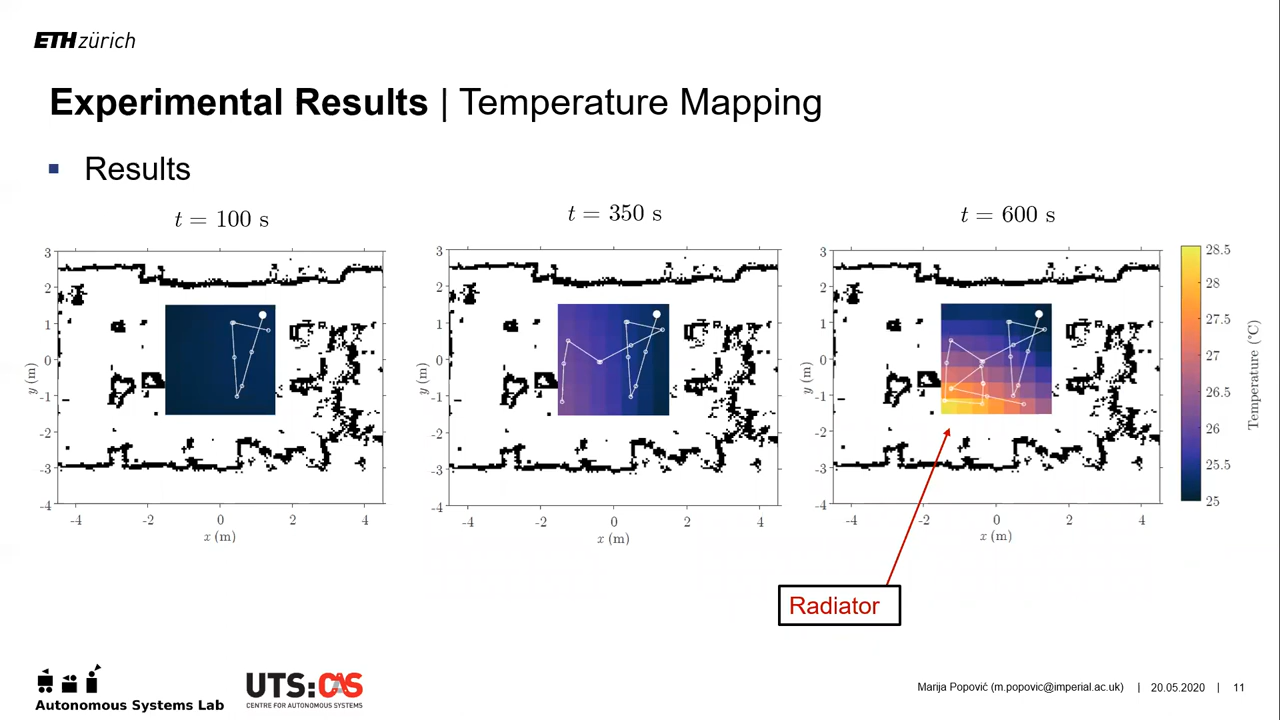 ETH zürich
Experimental Results | Temperature Mapping
Results
t = 100 s
t = 350 s
t = 600 s
3
2
1
0
-1
-2
-3
-4
y (m)
-4 -2 0 2 4
x (m)
3
2
1
0
-1
-2
-3
-4
y (m)
-4 -2 0 2 4
x (m)
3
2
1
0
-1
-2
-3
-4
y (m)
-4 -2 0 2 4
x (m)
28.5
28
27.5
27
26.5
26
25.5
25
Temperature (°C)
Radiator
Autonomous Systems Lab
UTS:CAS
CENTRE FOR AUTONOMOUS SYSTEMS
Marija Popović (m.popovic@imperial.ac.uk) | 20.05.2020 | 11